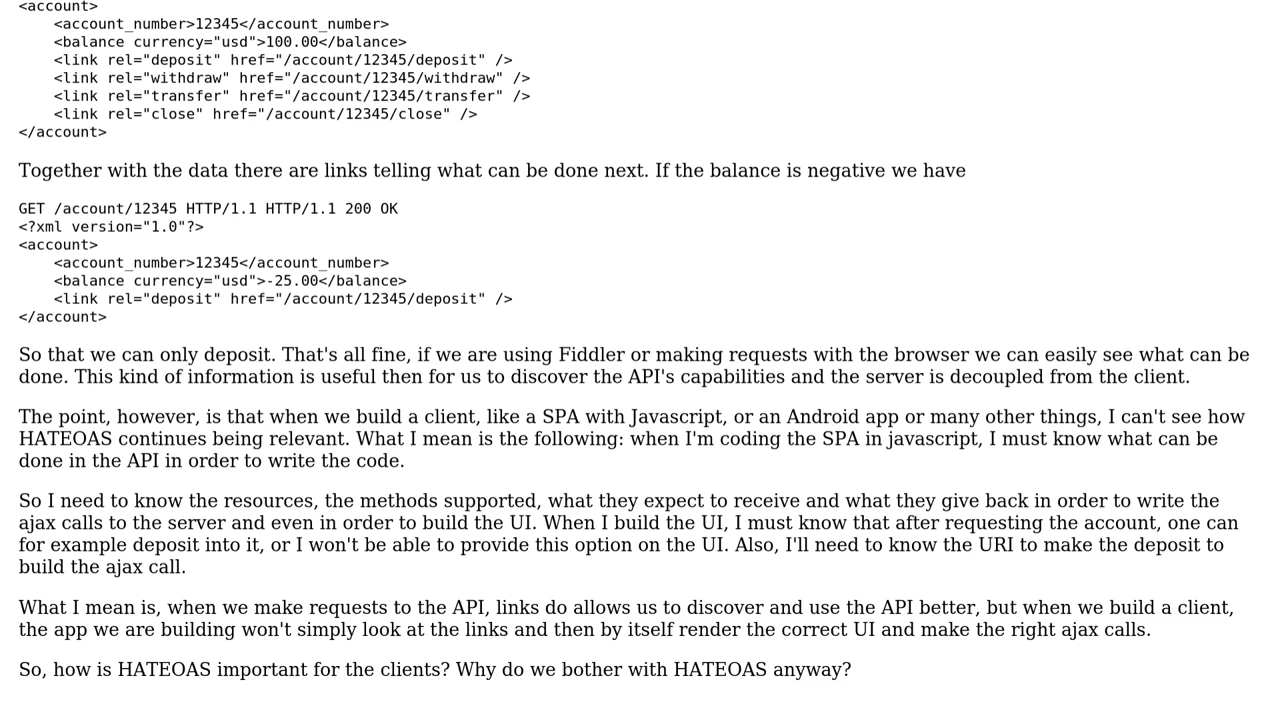 <account>
    <account_number>12345</account_number>
    <balance currency="usd">100.00</balance>
    <link rel="deposit" href="/account/12345/deposit" />
    <link rel="withdraw" href="/account/12345/withdraw" />
    <link rel="transfer" href="/account/12345/transfer" />
    <link rel="close" href="/account/12345/close" />
</account>
Together with the data there are links telling what can be done next. If the balance is negative we have
GET /account/12345 HTTP/1.1 HTTP/1.1 200 OK
<?xml version="1.0"?>
<account>
    <account_number>12345</account_number>
    <balance currency="usd">-25.00</balance>
    <link rel="deposit" href="/account/12345/deposit" />
</account>
So that we can only deposit. That's all fine, if we are using Fiddler or making requests with the browser we can easily see what can be
done. This kind of information is useful then for us to discover the API's capabilities and the server is decoupled from the client.
The point, however, is that when we build a client, like a SPA with Javascript, or an Android app or many other things, I can't see how
HATEOAS continues being relevant. What I mean is the following: when I'm coding the SPA in javascript, I must know what can be
done in the API in order to write the code.
So I need to know the resources, the methods supported, what they expect to receive and what they give back in order to write the
ajax calls to the server and even in order to build the UI. When I build the UI, I must know that after requesting the account, one can
for example deposit into it, or I won't be able to provide this option on the UI. Also, I'll need to know the URI to make the deposit to
build the ajax call.
What I mean is, when we make requests to the API, links do allows us to discover and use the API better, but when we build a client,
the app we are building won't simply look at the links and then by itself render the correct UI and make the right ajax calls.
So, how is HATEOAS important for the clients? Why do we bother with HATEOAS anyway?